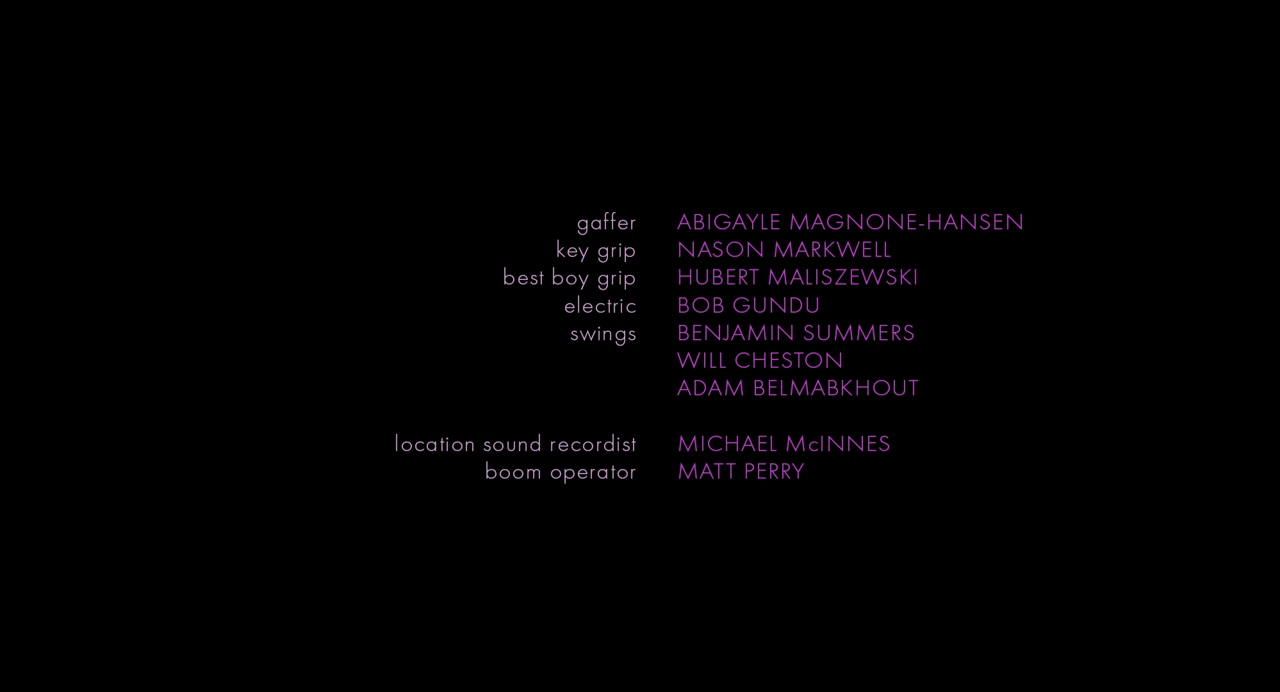 gaffer ABIGAYLE MAGNONE-HANSEN
key grip NASON MARKWELL
best boy grip HUBERT MALISZEWSKI
electric BOB GUNDU
swings BENJAMIN SUMMERS
WILL CHESTON
ADAM BELMABKHOUT
location sound recordist MICHAEL McINNES
boom operator MATT PERRY